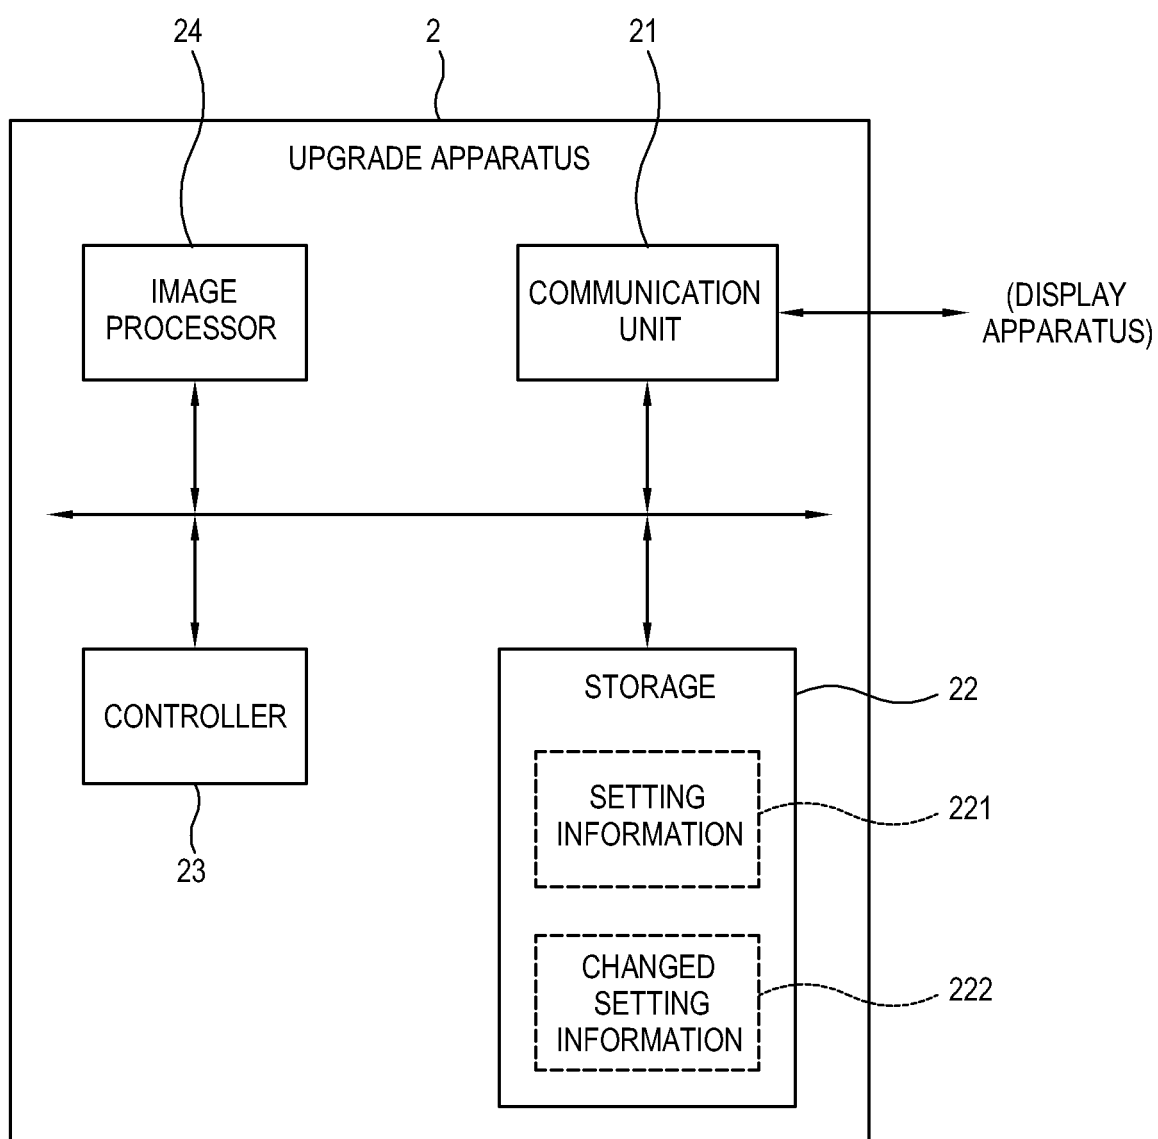 24
2
21
UPGRADE APPARATUS
IMAGE
PROCESSOR
COMMUNICATION
UNIT
(DISPLAY
APPARATUS)
CONTROLLER
23
STORAGE
22
SETTING
INFORMATION
221
CHANGED
SETTING
INFORMATION
222